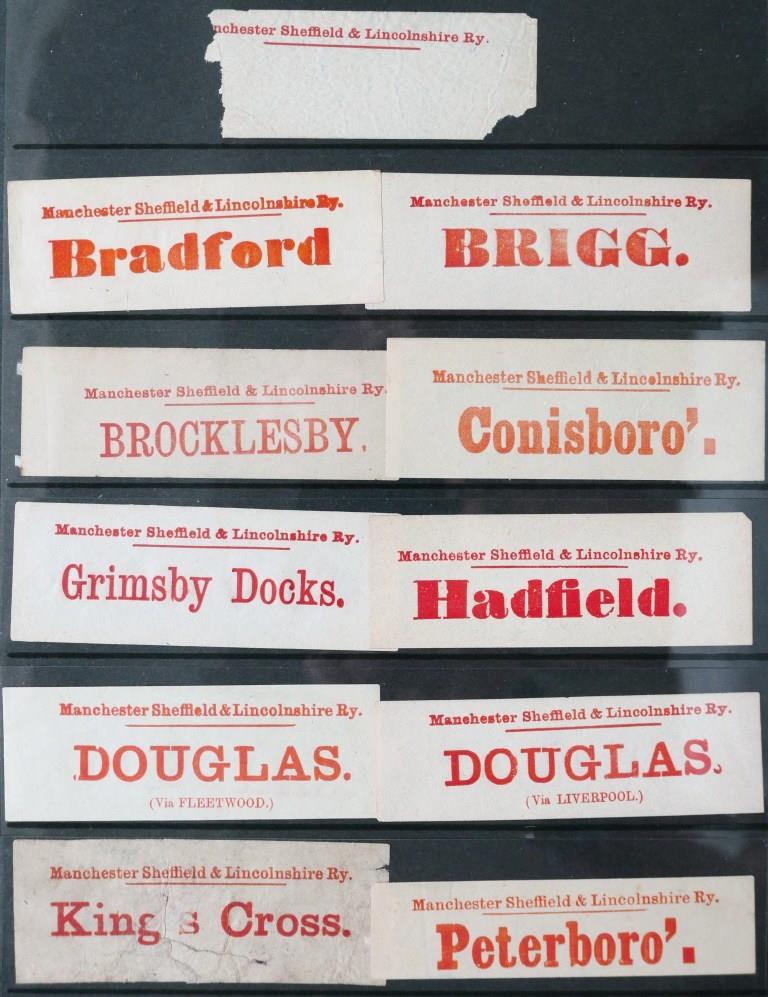 nchester Sheffield & Lincolnshire Ry.
Manchester Sheffield & Lincolnshire Ry.
Bradford
Manchester Sheffield & Lincolnshire Ry.
BRIGG.
Manchester Sheffield & Lincolnshire Ry.
BROCKLESBY.
Manchester Sheffield & Lincolnshire Ry.
Conisboro'.
Manchester Sheffield & Lincolnshire Ry.
Grimsby Docks.
Manchester Sheffield & Lincolnshire Ry.
Hadfield.
Manchester Sheffield & Lincolnshire Ry.
DOUGLAS.
(Via FLEETWOOD.)
Manchester Sheffield & Lincolnshire Ry.
DOUGLAS.
(Via LIVERPOOL.)
Manchester Sheffield & Lincolnshire Ry.
King s Cross.
Manchester Sheffield & Lincolnshire Ry.
Peterboro'.